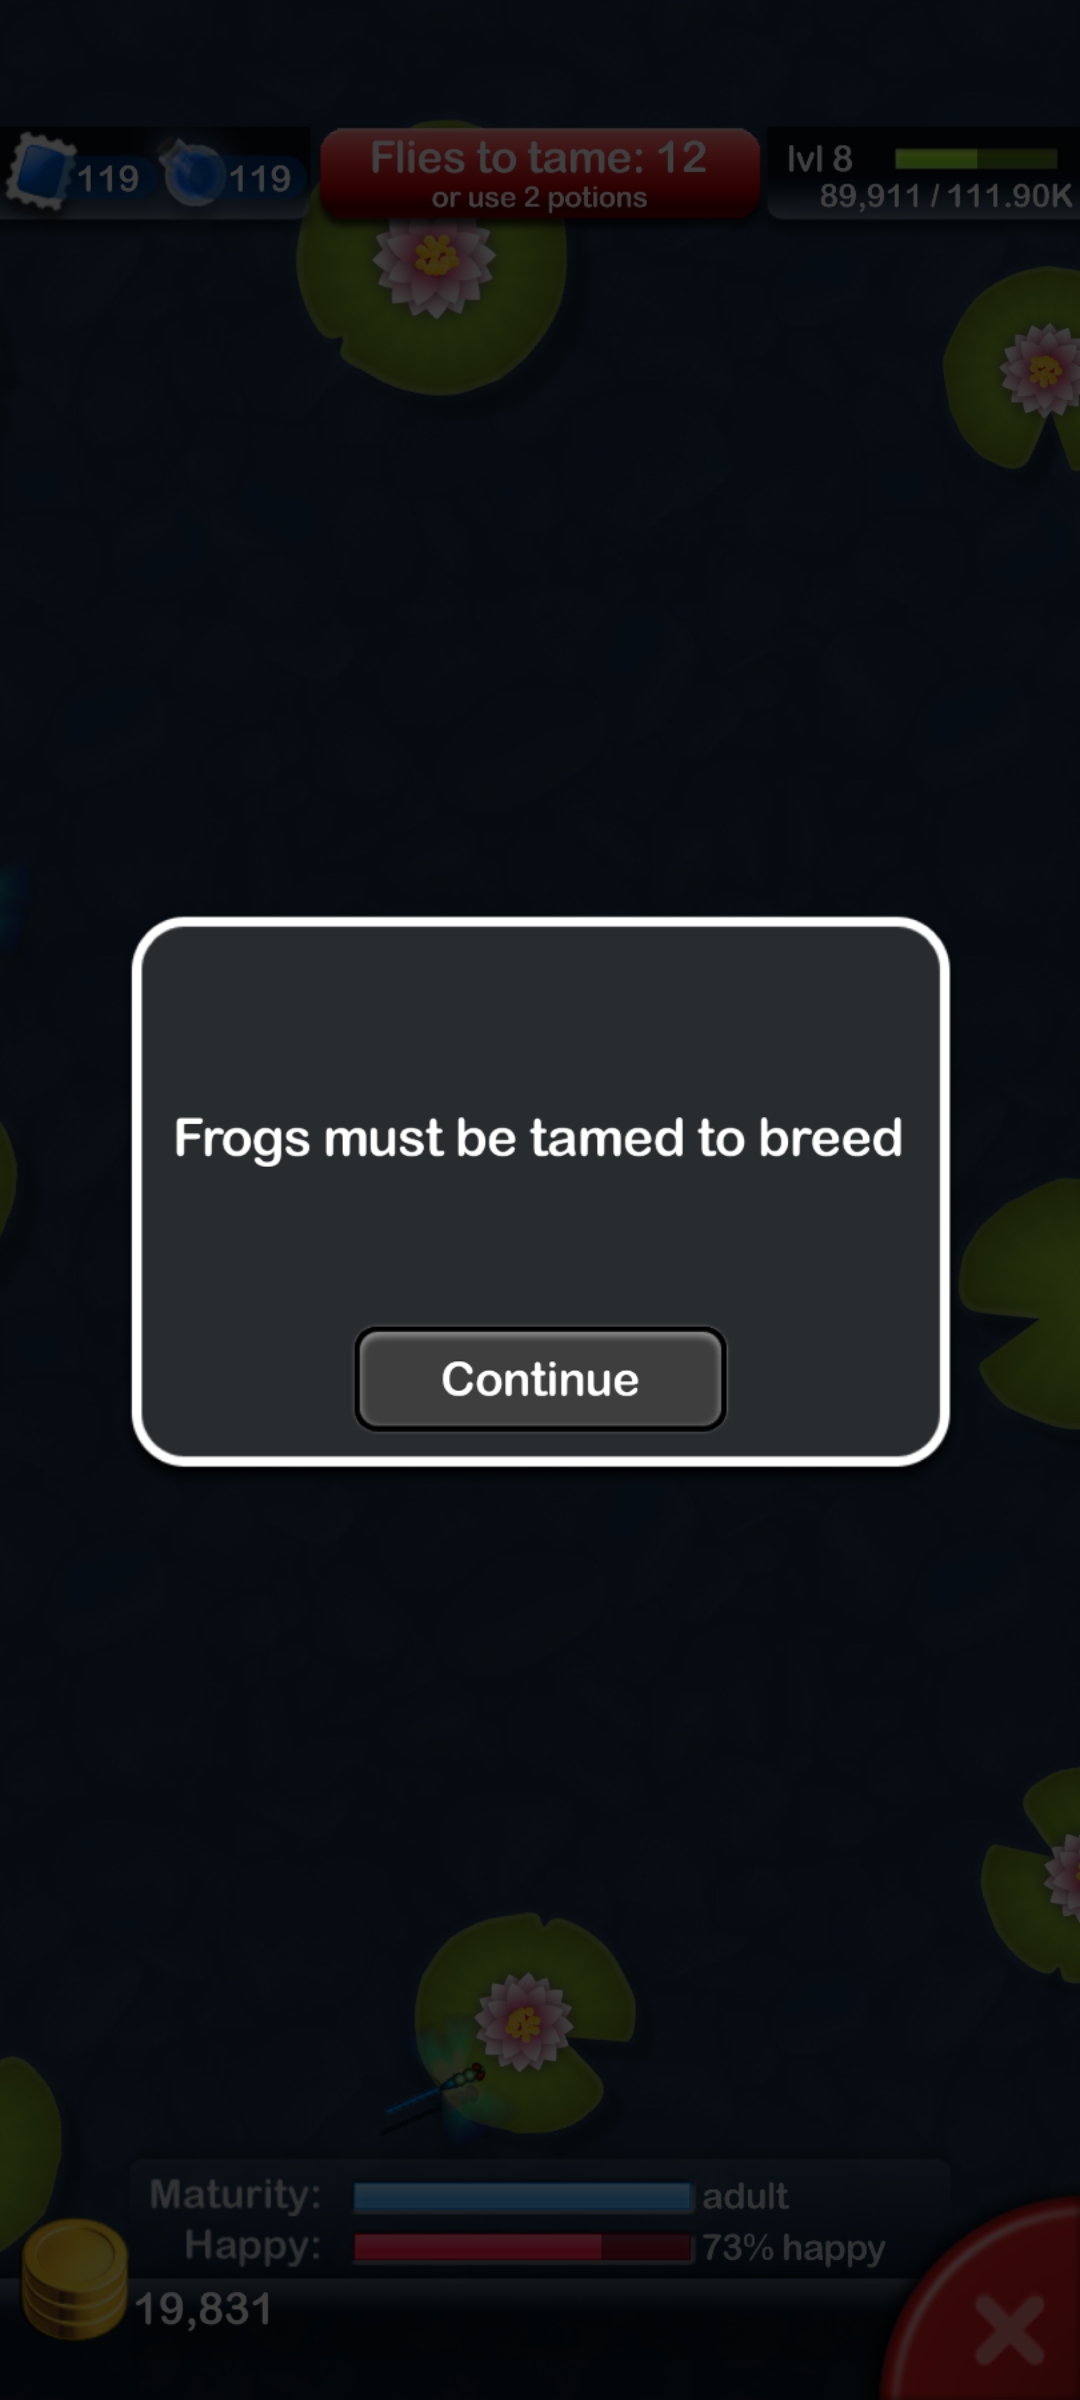 119
119
Flies to tame: 12
or use 2 potions
lvl 8
89,911 / 111.90K
Frogs must be tamed to breed
Continue
Maturity:
adult
Happy:
73% happy
19,831